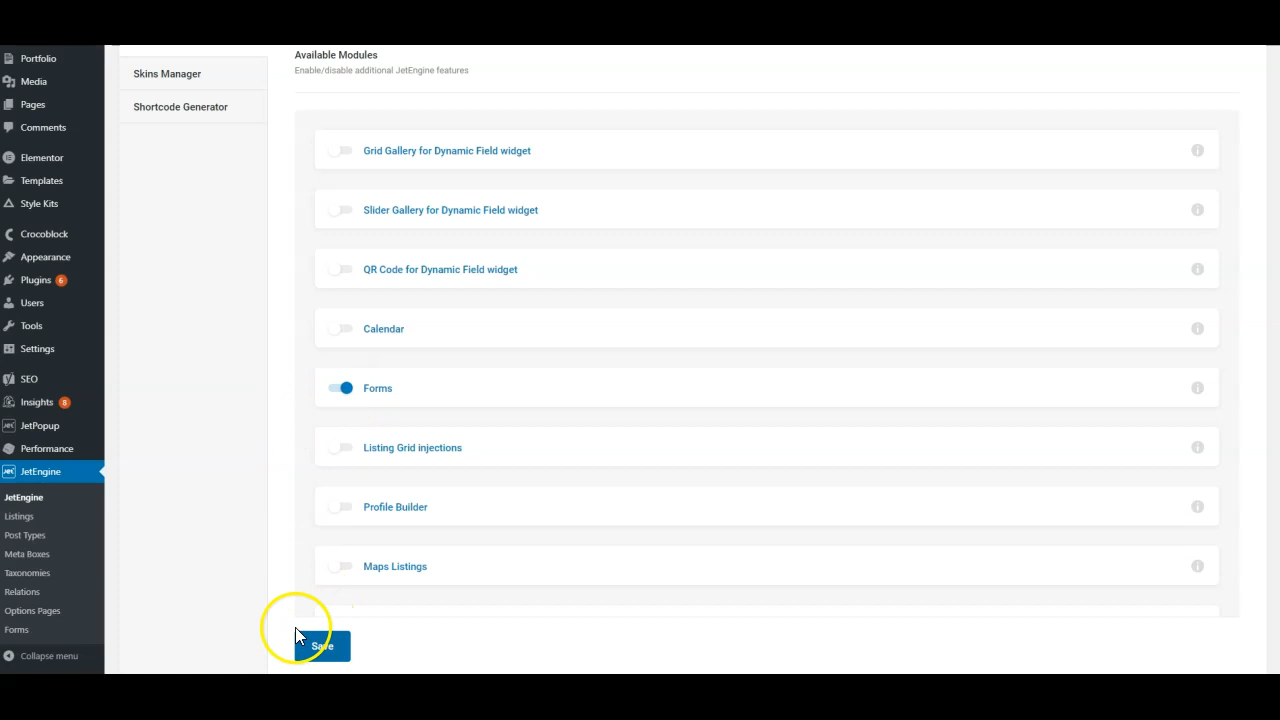 Portfolio
Media
Pages
Comments
Elementor
Templates
Style Kits
Crocoblock
Appearance
Plugins 6
Users
Tools
Settings
SEO
Insights 8
JetPopup
Performance
JetEngine
JetEngine
Listings
Post Types
Meta Boxes
Taxonomies
Relations
Options Pages
Forms
Collapse menu
Skins Manager
Shortcode Generator
Available Modules
Enable/disable additional JetEngine features
Grid Gallery for Dynamic Field widget
Slider Gallery for Dynamic Field widget
QR Code for Dynamic Field widget
Calendar
Forms
Listing Grid injections
Profile Builder
Maps Listings
Save